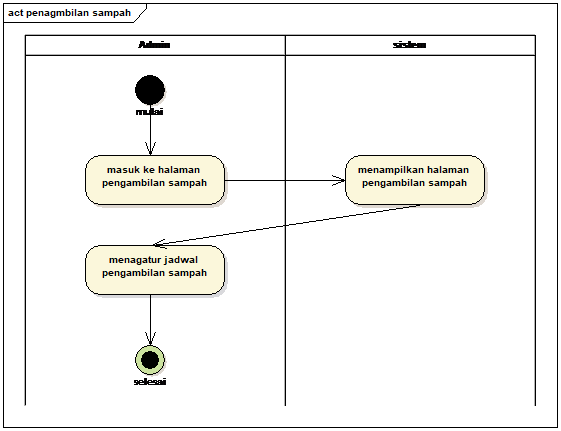 act penagmbilan sampah
Admin
sistem
mulai
masuk ke halaman
pengambilan sampah
menampilkan halaman
pengambilan sampah
menagatur jadwal
pengambilan sampah
selesai